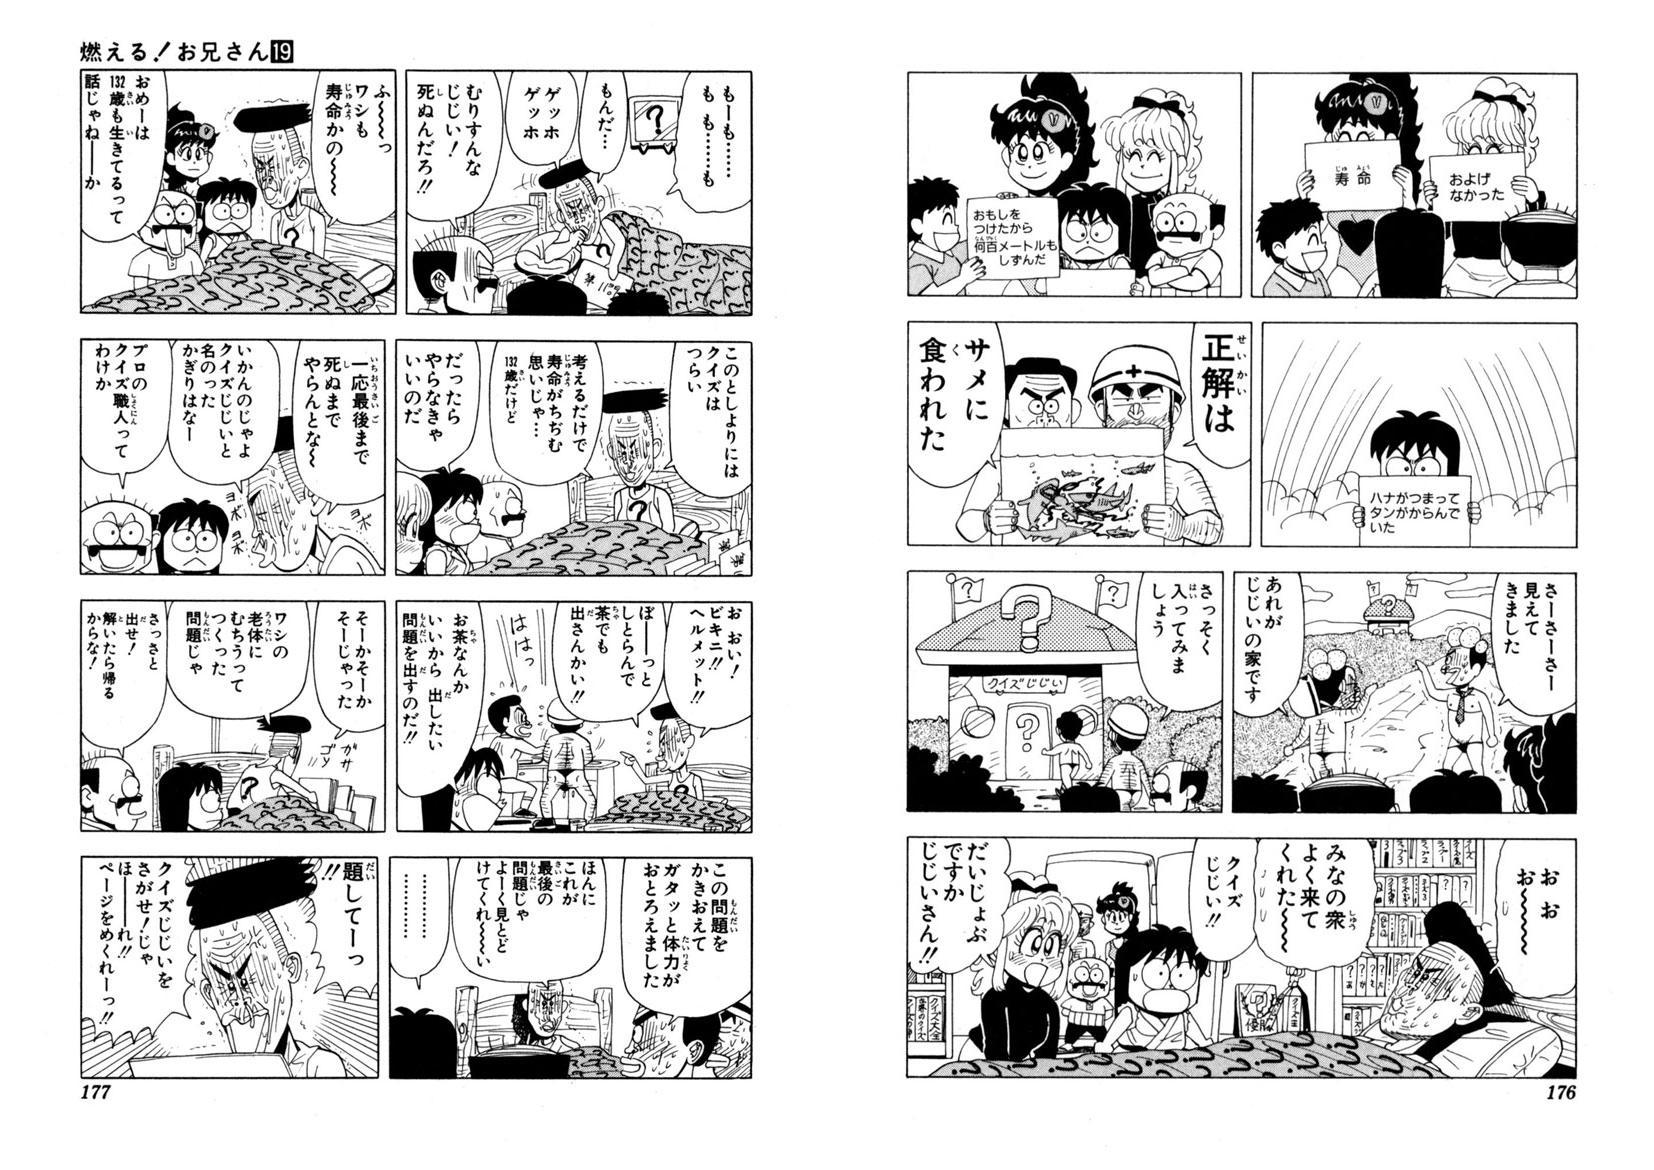 寿命
およげ
なかった
おもしを
つけたから
何百メートルも
しずんだ
ハナがつまって
タンがからんで
いた
正解は
サメに
食われた
さーさーさー
見えて
きました
あれが
じじいの家です
さっそく
入ってみま
しょう
クイズじじい
おお
お〜〜〜
みなの衆
よく来て
くれた〜
クイズ
じじい!!
だいじょぶ
ですか
じじいさん!!
176
燃える!お兄さん19
もーも……
もも……も
もんだ…
ゲッホ
ゲッホ
むりすんな
じじい!
死ぬんだろ!!
ふ〜〜〜っ
ワシも
寿命かの〜〜〜
おめーは
132歳も生きてるって
話じゃね――か
このとしよりには
クイズは
つらい
考えるだけで
寿命がちぢむ
思いじゃ…
132歳だけど
だったら
やらなきゃ
いいのだ
一応最後まで
死ぬまで
やらんとな〜
いかんのじゃよ
クイズじじいと
名のった
かぎりはなー
ヨボ
ヨボ
ヨボ
プロの
クイズ職人って
わけか
おおい!
ビキニ!!
ヘルメット!!
ぼ――っと
しとらんで
茶でも
出さんかい!!
はは
はっ
お茶なんか
いいから 出したい
問題を出すのだ!!
そーかそーか
そーじゃった
ガサ
ゴソ
ワシの
老体に
むちうって
つくった
問題じゃ
さっさと
出せ!
解いたら帰る
からな!
この問題を
かきおえて
ガタッと体力が
おとろえました
ほんに
これが
最後の
問題じゃ
よーく見とど
けてくれ〜〜〜い
…………
題してーっ
!!
クイズじじいを
さがせ!じゃ
ほ――れ!!
ページをめくれーっ!!
177